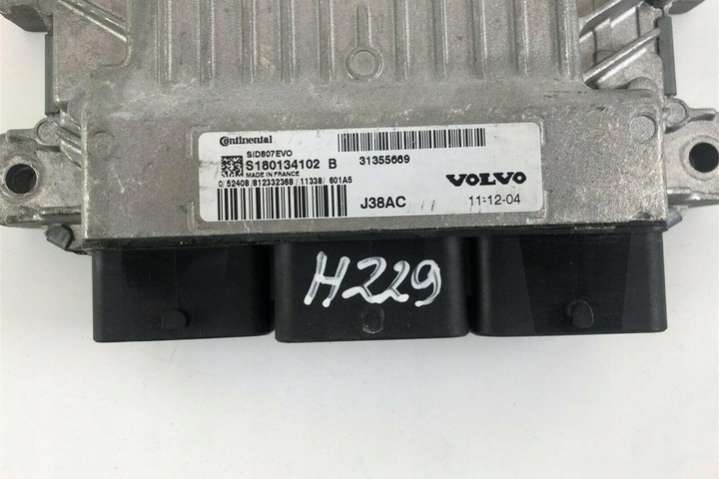 Continental
SID807EVO
S180134102 B
MADE IN FRANCE
0/ 52408 /812332368 / 11338/ 601A5
31355669
VOLVO
J38AC
11-12-04
H229